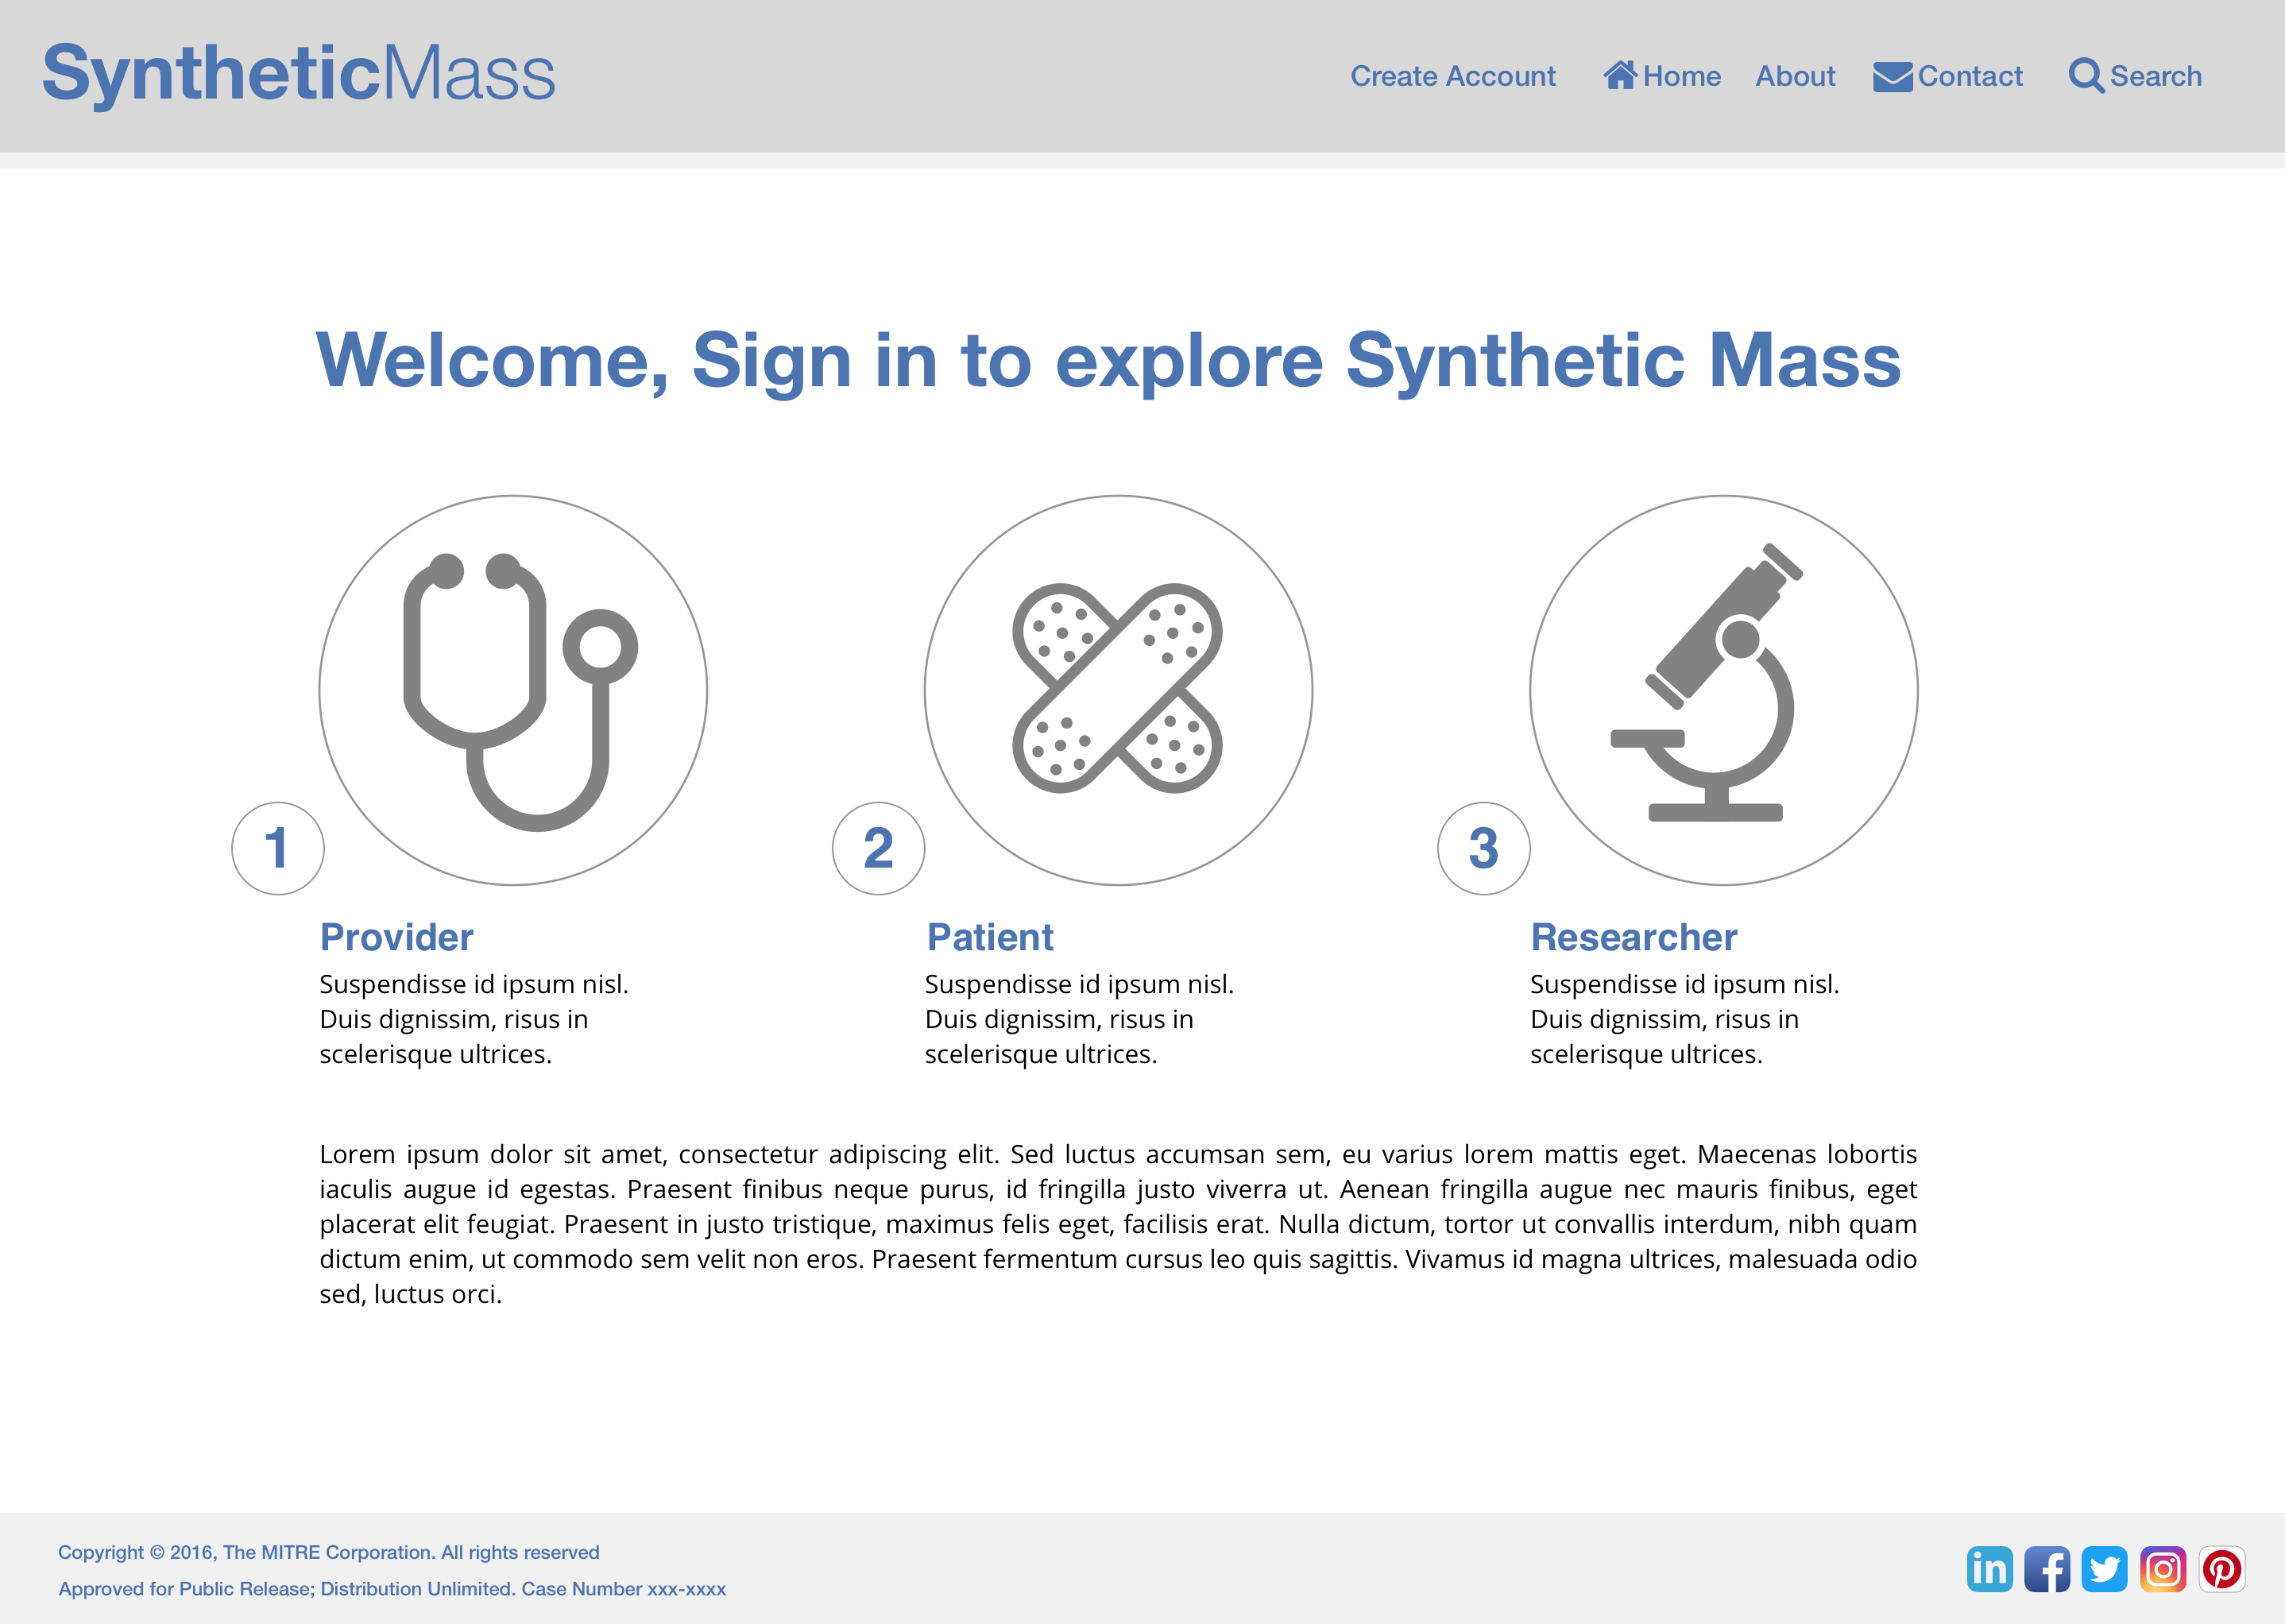 SyntheticMass
Create Account Home About Contact Search
Welcome, Sign in to explore Synthetic Mass
1
Provider
Suspendisse id ipsum nisl.
Duis dignissim, risus in
scelerisque ultrices.
2
Patient
Suspendisse id ipsum nisl.
Duis dignissim, risus in
scelerisque ultrices.
3
Researcher
Suspendisse id ipsum nisl.
Duis dignissim, risus in
scelerisque ultrices.
Lorem ipsum dolor sit amet, consectetur adipiscing elit. Sed luctus accumsan sem, eu varius lorem mattis eget. Maecenas lobortis
iaculis augue id egestas. Praesent finibus neque purus, id fringilla justo viverra ut. Aenean fringilla augue nec mauris finibus, eget
placerat elit feugiat. Praesent in justo tristique, maximus felis eget, facilisis erat. Nulla dictum, tortor ut convallis interdum, nibh quam
dictum enim, ut commodo sem velit non eros. Praesent fermentum cursus leo quis sagittis. Vivamus id magna ultrices, malesuada odio
sed, luctus orci.
Copyright © 2016, The MITRE Corporation. All rights reserved
Approved for Public Release; Distribution Unlimited. Case Number xxx-xxxx
in f